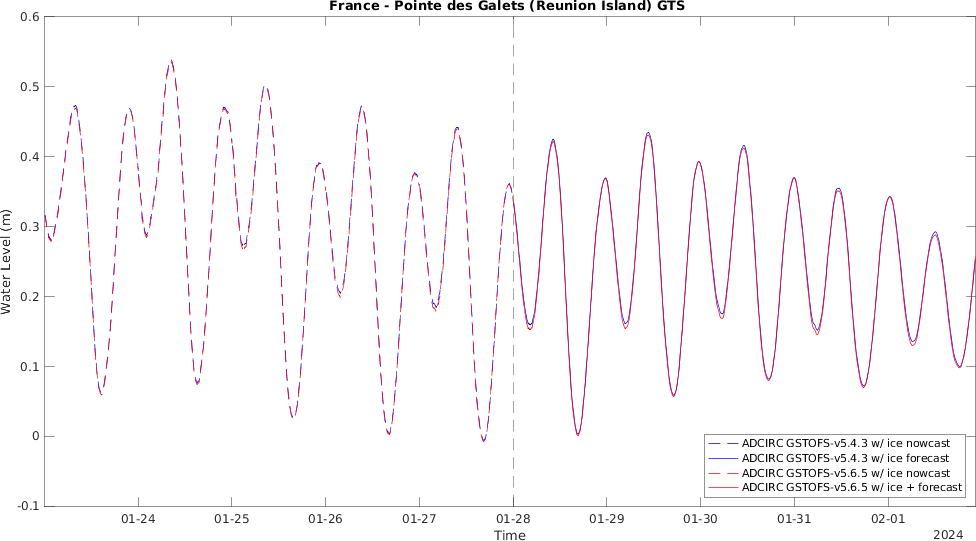 France - Pointe des Galets (Reunion Island) GTS
0.6
0.5
0.4
0.3
0.2
0.1
0
-0.1
Water Level (m)
01-24 01-25 01-26 01-27 01-28 01-29 01-30 01-31 02-01
Time
2024
ADCIRC GSTOFS-v5.4.3 w/ ice nowcast
ADCIRC GSTOFS-v5.4.3 w/ ice forecast
ADCIRC GSTOFS-v5.6.5 w/ ice nowcast
ADCIRC GSTOFS-v5.6.5 w/ ice + forecast